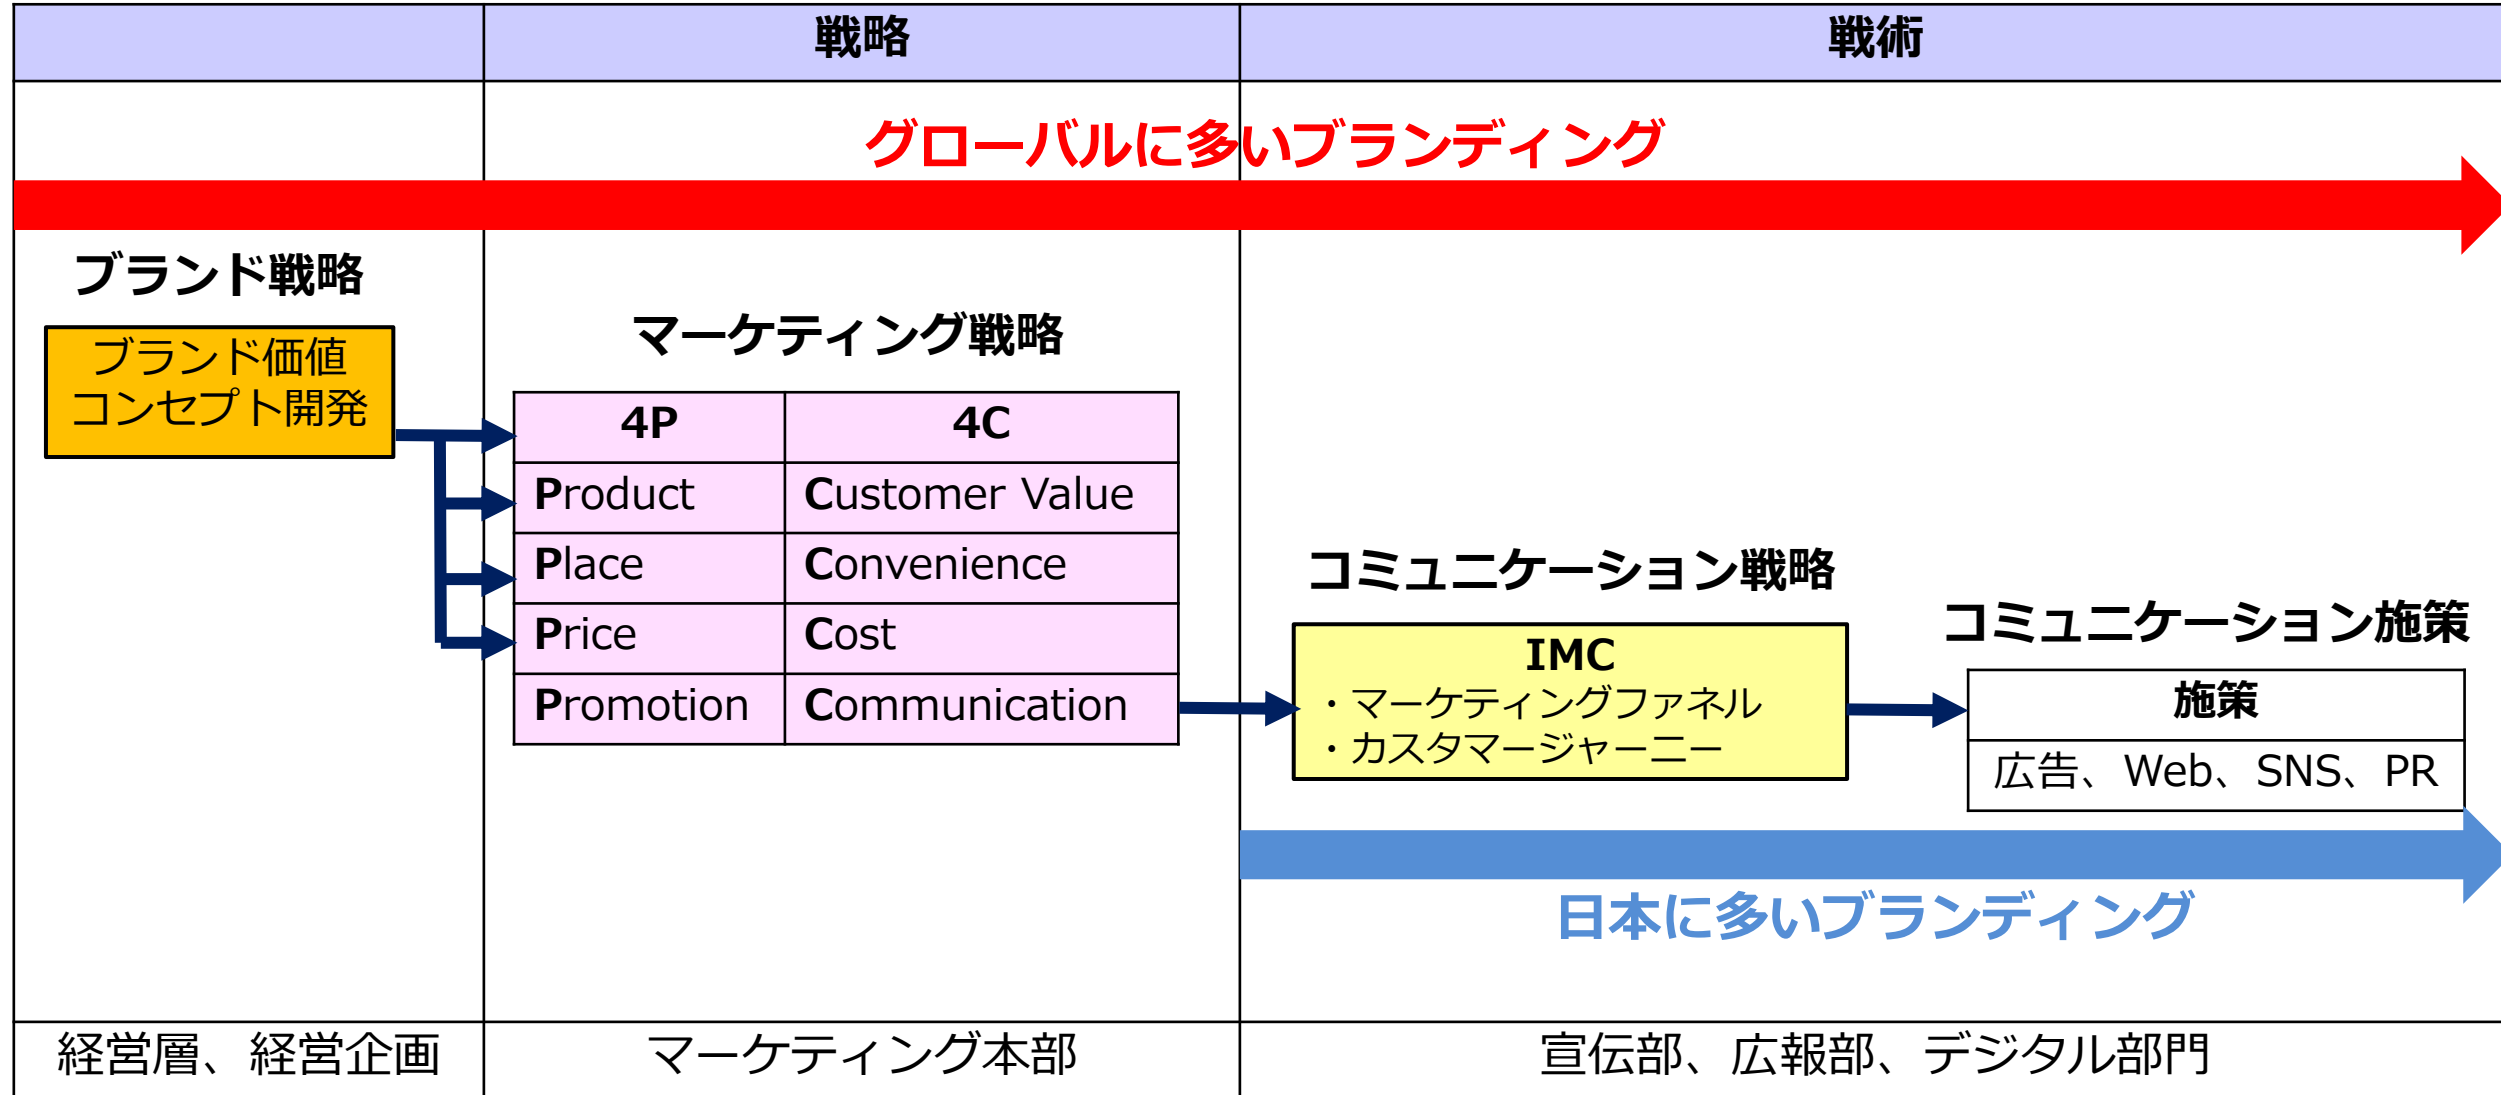 戦略
戦術
グローバルに多いブランディング
ブランド戦略
ブランド価値
コンセプト開発
マーケティング戦略
4P 4C
Product Customer Value
Place Convenience
Price Cost
Promotion Communication
コミュニケーション戦略
IMC
・マーケティングファネル
・カスタマージャーニー
コミュニケーション施策
施策
広告、Web、SNS、PR
日本に多いブランディング
経営層、経営企画
マーケティング本部
宣伝部、広報部、デジタル部門